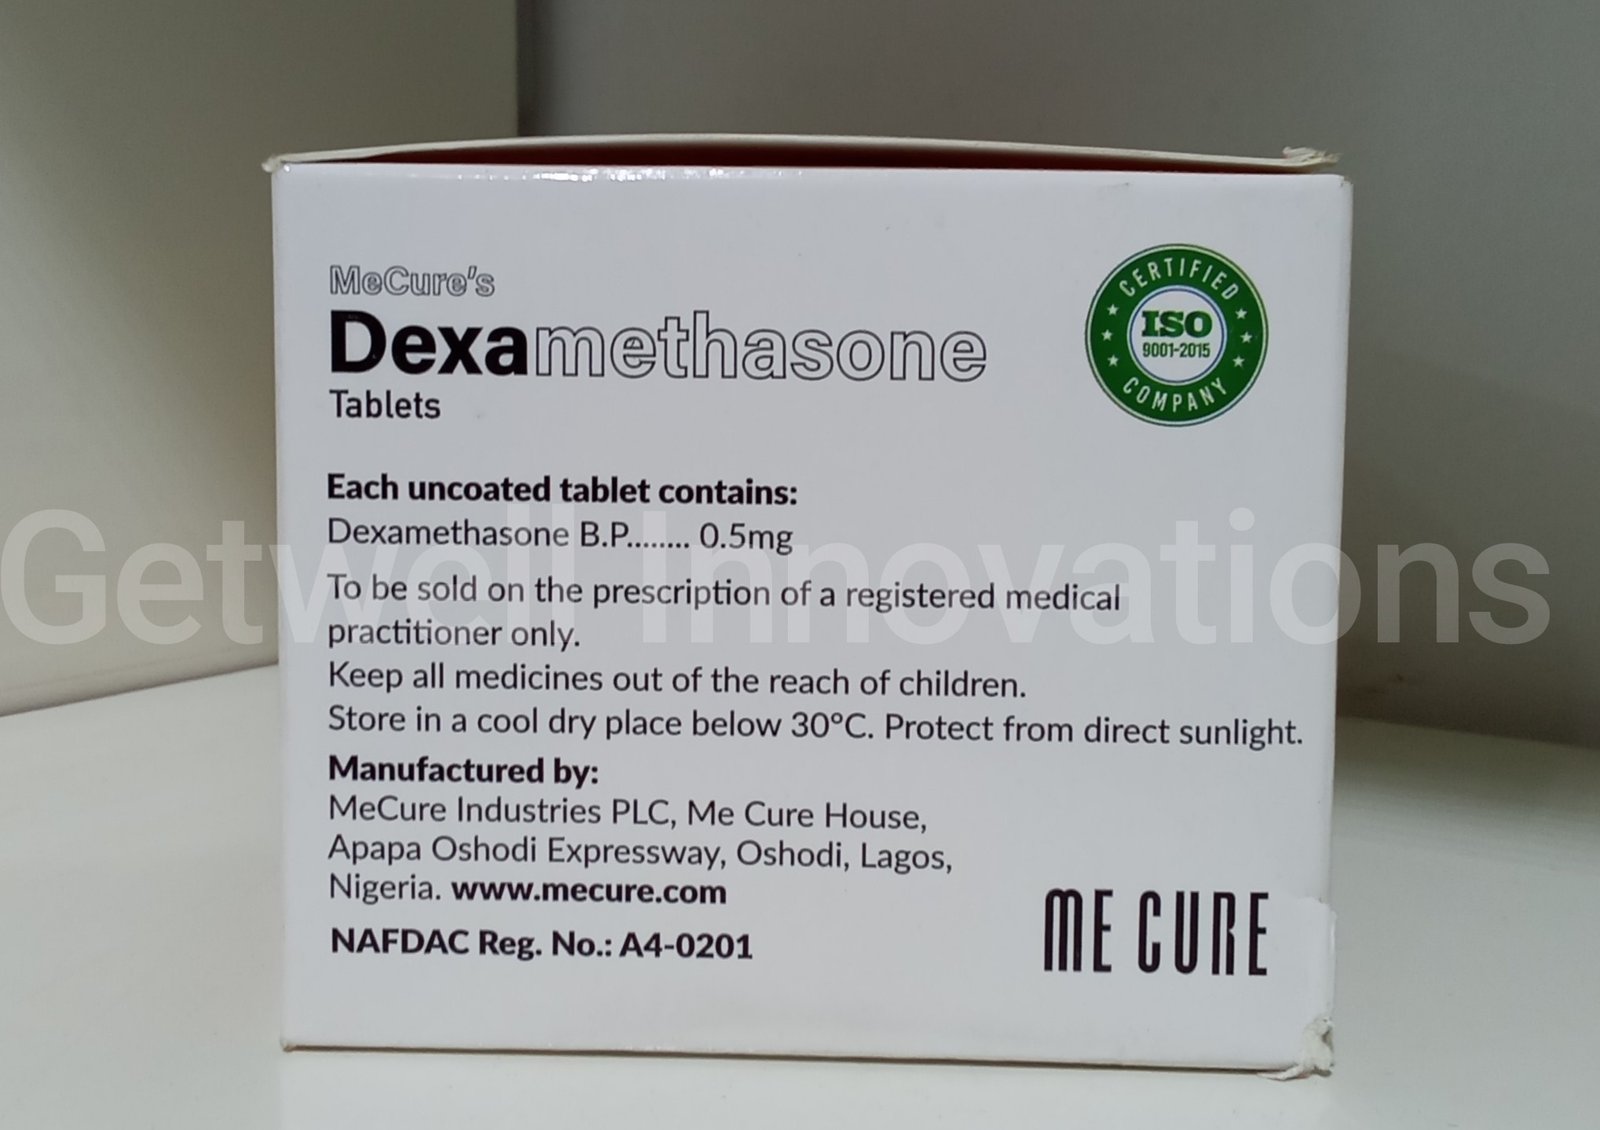 MeCure's
Dexamethasone
Tablets
CERTIFIED
ISO
9001-2015
COMPANY
Each uncoated tablet contains:
Dexamethasone B.P........ 0.5mg
Getwell Innovations
To be sold on the prescription of a registered medical
practitioner only.
Keep all medicines out of the reach of children.
Store in a cool dry place below 30°C. Protect from direct sunlight.
Manufactured by:
MeCure Industries PLC, Me Cure House,
Apapa Oshodi Expressway, Oshodi, Lagos,
Nigeria. www.mecure.com
NAFDAC Reg. No.: A4-0201
ME CURE